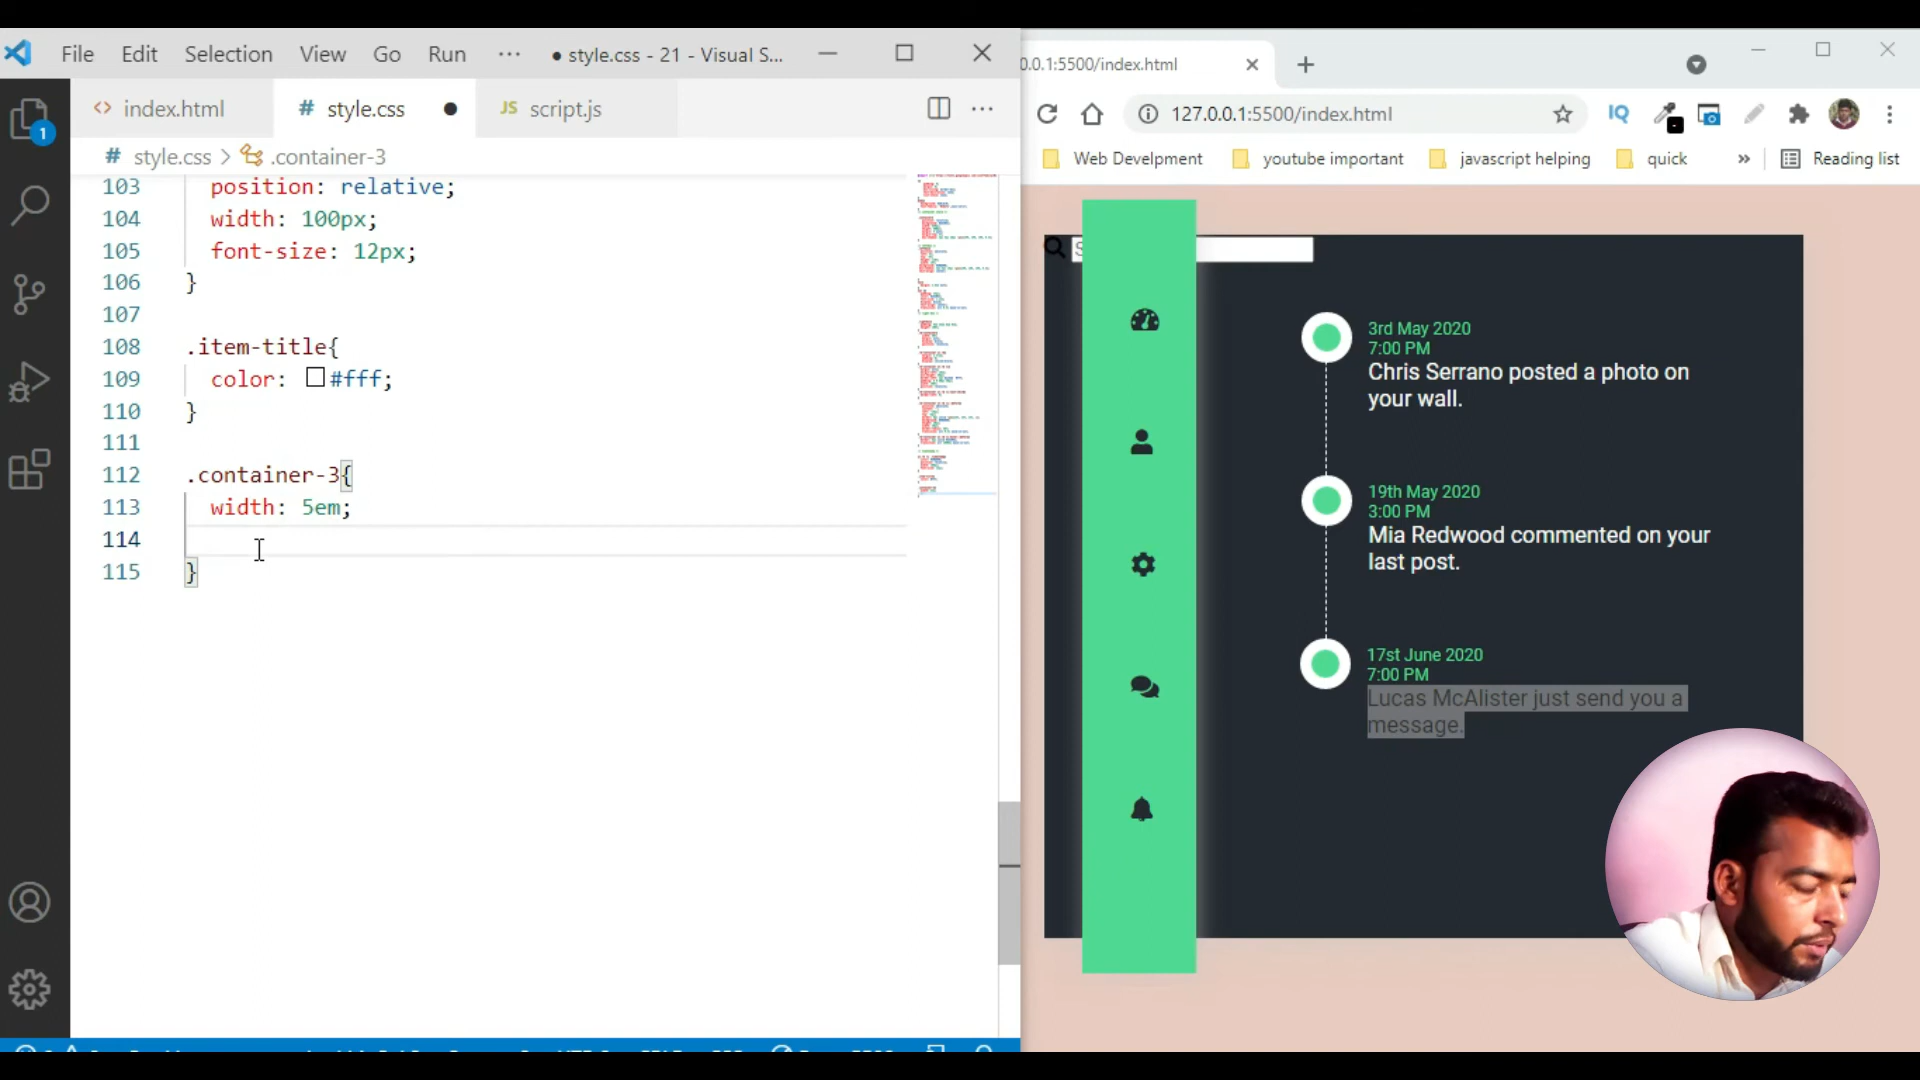 File Edit Selection View Go Run ··· ● style.css - 21 - Visual S...
index.html # style.css ● JS script.js ···
# style.css > .container-3
103 position: relative;
104 width: 100px;
105 font-size: 12px;
106 }
107
108 .item-title{
109 color: #fff;
110 }
111
112 .container-3{
113 width: 5em;
114
115 }
1
0.0.1:5500/index.html
127.0.0.1:5500/index.html
IQ
Web Develpment youtube important javascript helping quick » Reading list
S
3rd May 2020
7:00 PM
Chris Serrano posted a photo on
your wall.
19th May 2020
3:00 PM
Mia Redwood commented on your
last post.
17st June 2020
7:00 PM
Lucas McAlister just send you a
message.